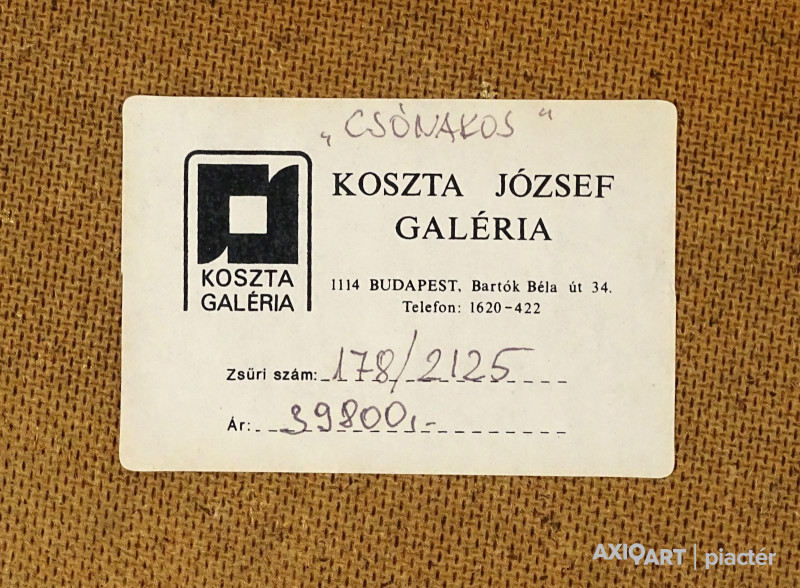 „CSÓNAKOS"
KOSZTA JÓZSEF
GALÉRIA
KOSZTA
GALÉRIA
1114 BUDAPEST, Bartók Béla út 34.
Telefon: 1620-422
Zsűri szám: 178/2125
Ár: 39800,-
AXIOART | piactér